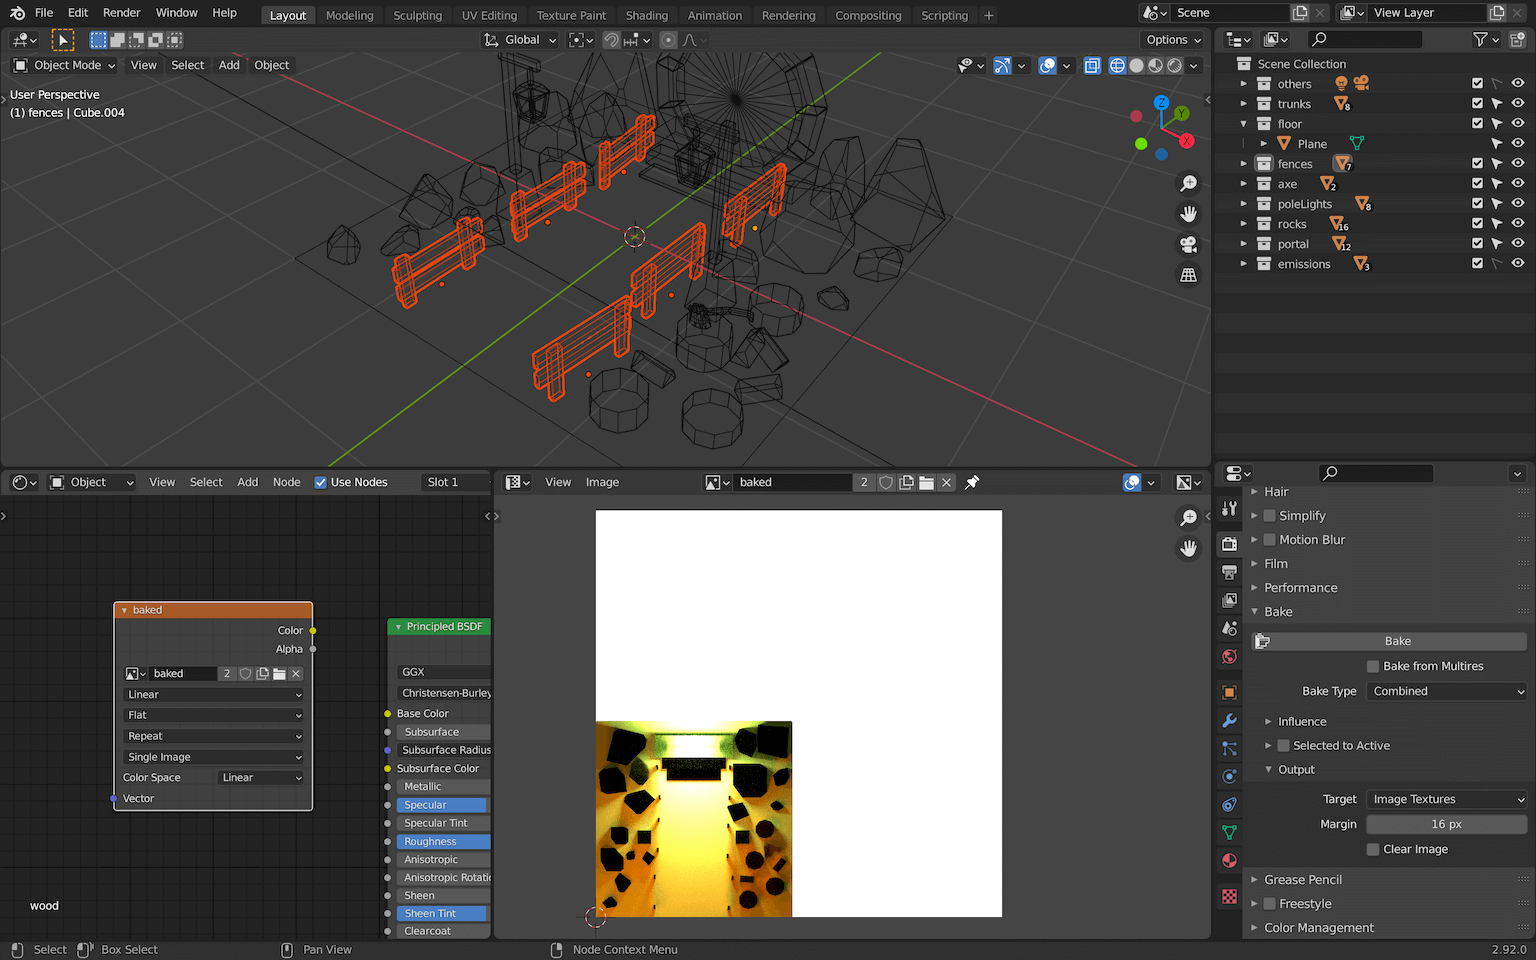 File Edit Render Window Help Layout Modeling Sculpting UV Editing Texture Paint Shading Animation Rendering Compositing Scripting + Scene View Layer
Global Options
Object Mode View Select Add Object
User Perspective
(1) fences | Cube.004
Z
Y
X
Scene Collection
others
trunks 8
floor
Plane
fences 7
axe 2
poleLights 8
rocks 16
portal 12
emissions 3
Object View Select Add Node Use Nodes Slot 1
baked
Color
Alpha
baked 2
Linear
Flat
Repeat
Single Image
Color Space Linear
Vector
Principled BSDF
GGX
Christensen-Burley
Base Color
Subsurface
Subsurface Radius
Subsurface Color
Metallic
Specular
Specular Tint
Roughness
Anisotropic
Anisotropic Rotati
Sheen
Sheen Tint
Clearcoat
wood
View Image baked 2
Hair
Simplify
Motion Blur
Film
Performance
Bake
Bake
Bake from Multires
Bake Type Combined
Influence
Selected to Active
Output
Target Image Textures
Margin 16 px
Clear Image
Grease Pencil
Freestyle
Color Management
Select Box Select Pan View Node Context Menu 2.92.0